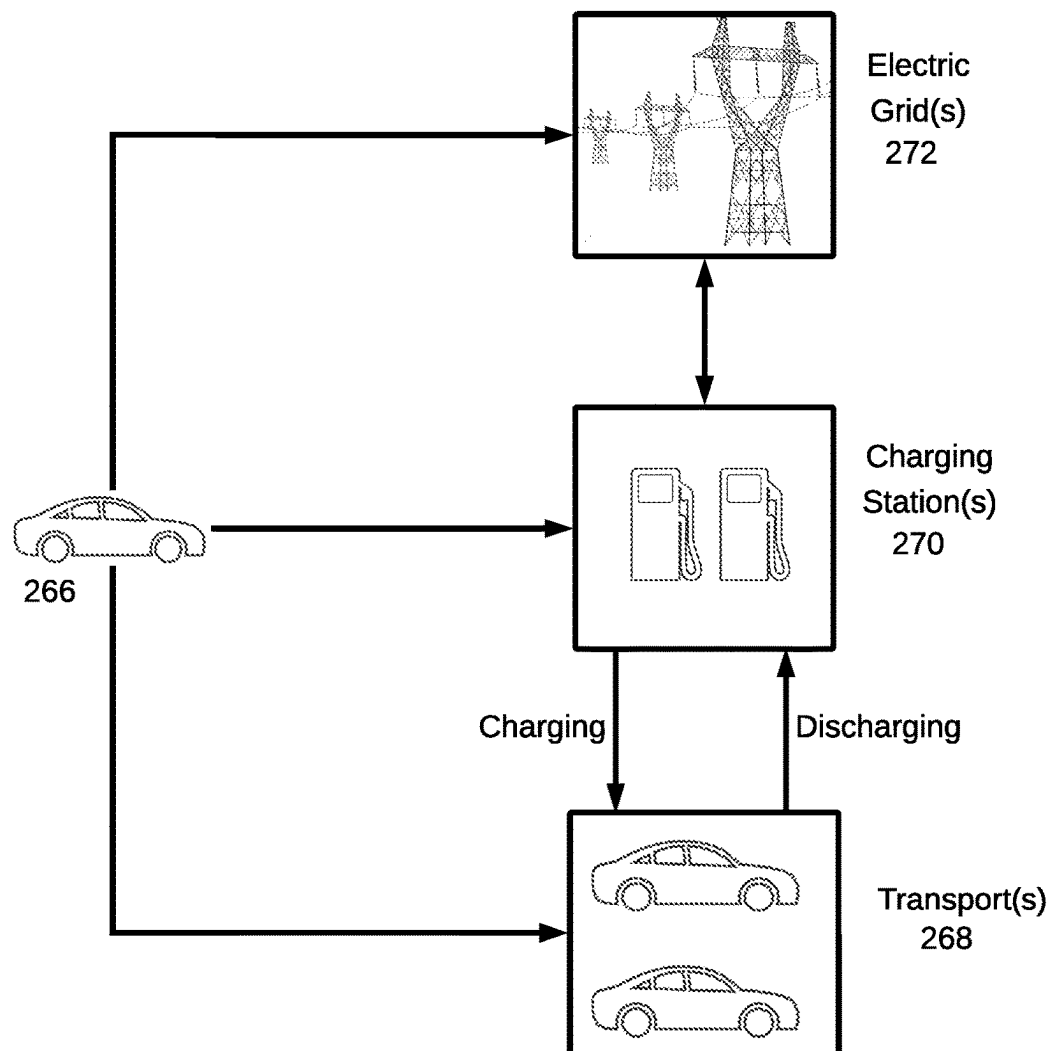 Electric
Grid(s)
272
Charging
Station(s)
270
266
Charging
Discharging
Transport(s)
268